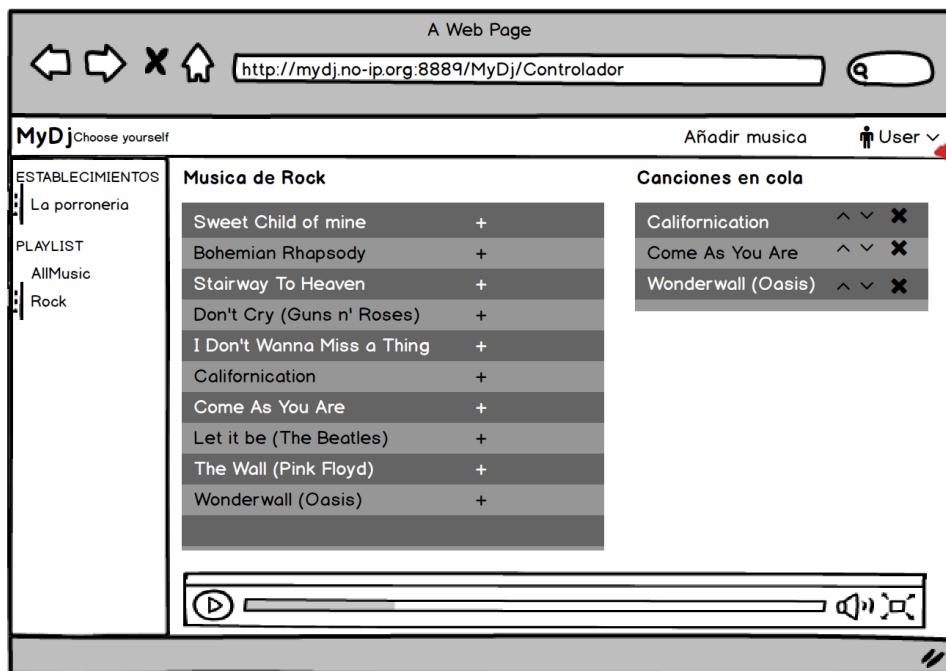 A Web Page
http://mydj.no-ip.org:8889/MyDj/Controlador
MyDj Choose yourself
Añadir musica
User
ESTABLECIMIENTOS
La porroneria
PLAYLIST
AllMusic
Rock
Musica de Rock
Sweet Child of mine +
Bohemian Rhapsody +
Stairway To Heaven +
Don't Cry (Guns n' Roses) +
I Don't Wanna Miss a Thing +
Californication +
Come As You Are +
Let it be (The Beatles) +
The Wall (Pink Floyd) +
Wonderwall (Oasis) +
Canciones en cola
Californication
Come As You Are
Wonderwall (Oasis)